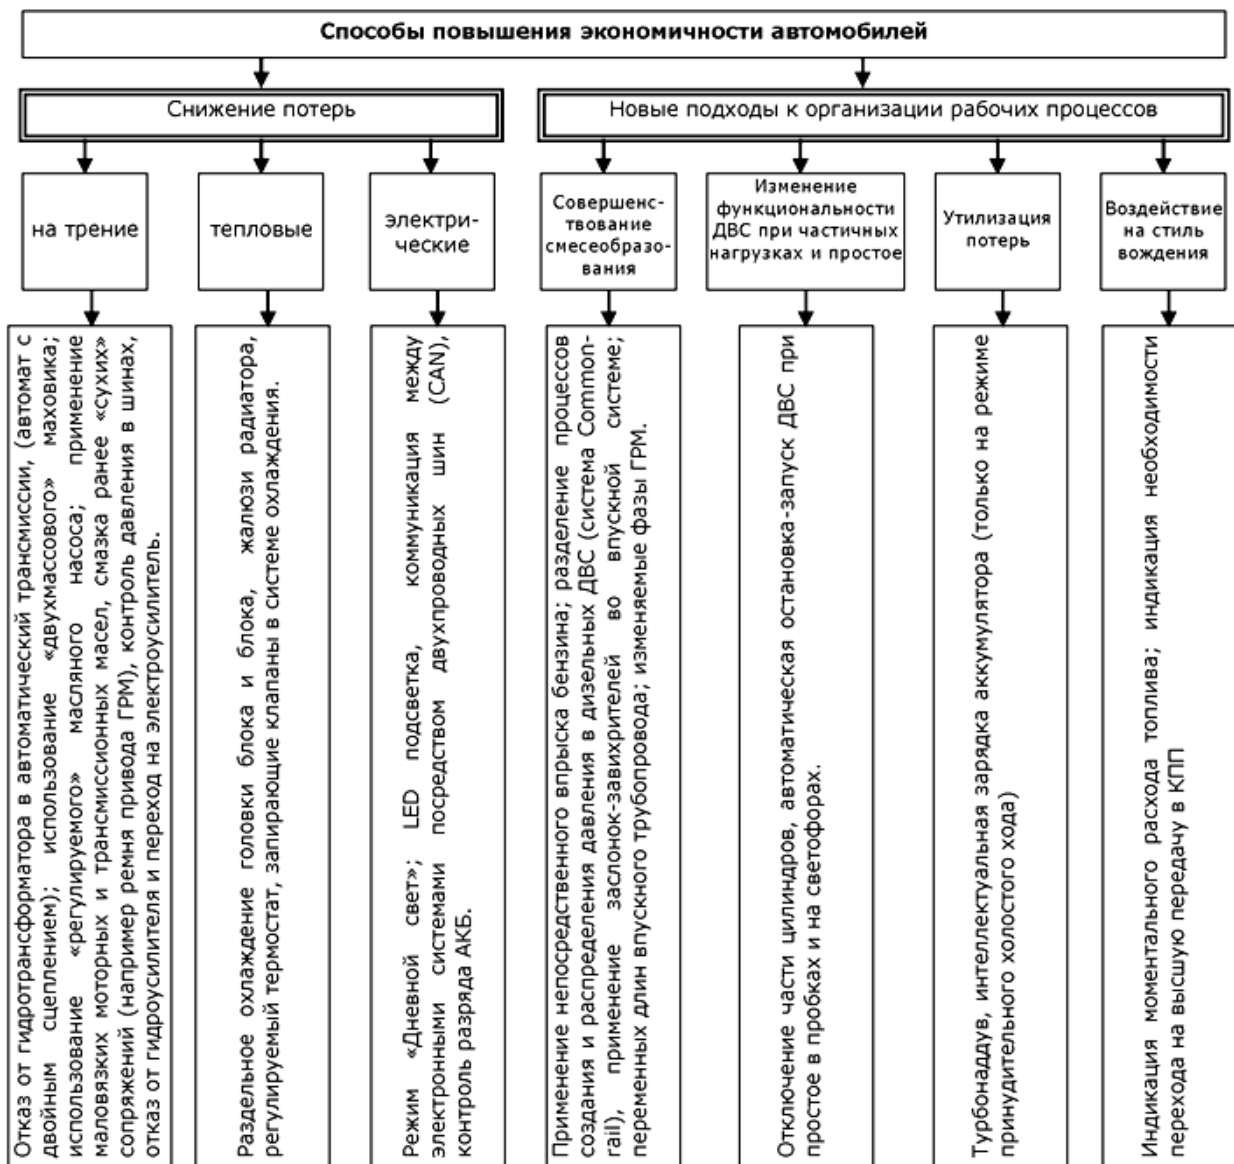 Способы повышения экономичности автомобилей
Снижение потерь
Новые подходы к организации рабочих процессов
на трение
тепловые
электри-
ческие
Совершенс-
твование
смесеобразо-
вания
Изменение
функциональности
ДВС при частичных
нагрузках и простое
Утилизация
потерь
Воздействие
на стиль
вождения
Отказ от гидротрансформатора в автоматический трансмиссии, (автомат с
двойным сцеплением); использование «двухмассового» маховика;
использование «регулируемого» масляного насоса; применение
маловязких моторных и трансмиссионных масел, смазка ранее «сухих»
сопряжений (например ремня привода ГРМ), контроль давления в шинах,
отказ от гидроусилителя и переход на электроусилитель.
Раздельное охлаждение головки блока и блока, жалюзи радиатора,
регулируемый термостат, запирающие клапаны в системе охлаждения.
Режим «Дневной свет»; LED подсветка, коммуникация между
электронными системами посредством двухпроводных шин (CAN),
контроль разряда АКБ.
Применение непосредственного впрыска бензина; разделение процессов
создания и распределения давления в дизельных ДВС (система Common-
rail), применение заслонок-завихрителей во впускной системе;
переменных длин впускного трубопровода; изменяемые фазы ГРМ.
Отключение части цилиндров, автоматическая остановка-запуск ДВС при
простое в пробках и на светофорах.
Турбонаддув, интеллектуальная зарядка аккумулятора (только на режиме
принудительного холостого хода)
Индикация моментального расхода топлива; индикация необходимости
перехода на высшую передачу в КПП